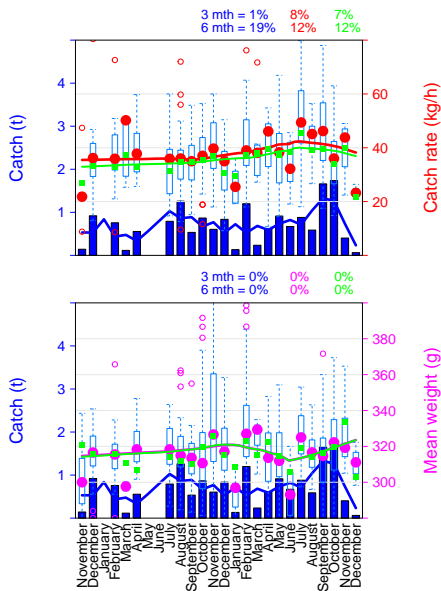 3 mth = 1% 8% 7%
6 mth = 19% 12% 12%
Catch (t)
5
4
3
2
1
80
60
40
20
Catch rate (kg/h)
3 mth = 0% 0% 0%
6 mth = 0% 0% 0%
Catch (t)
4
3
2
1
380
360
340
320
300
Mean weight (g)
November
December
January
February
March
April
May
June
July
August
September
October
November
December
January
February
March
April
May
June
July
August
September
October
November
December